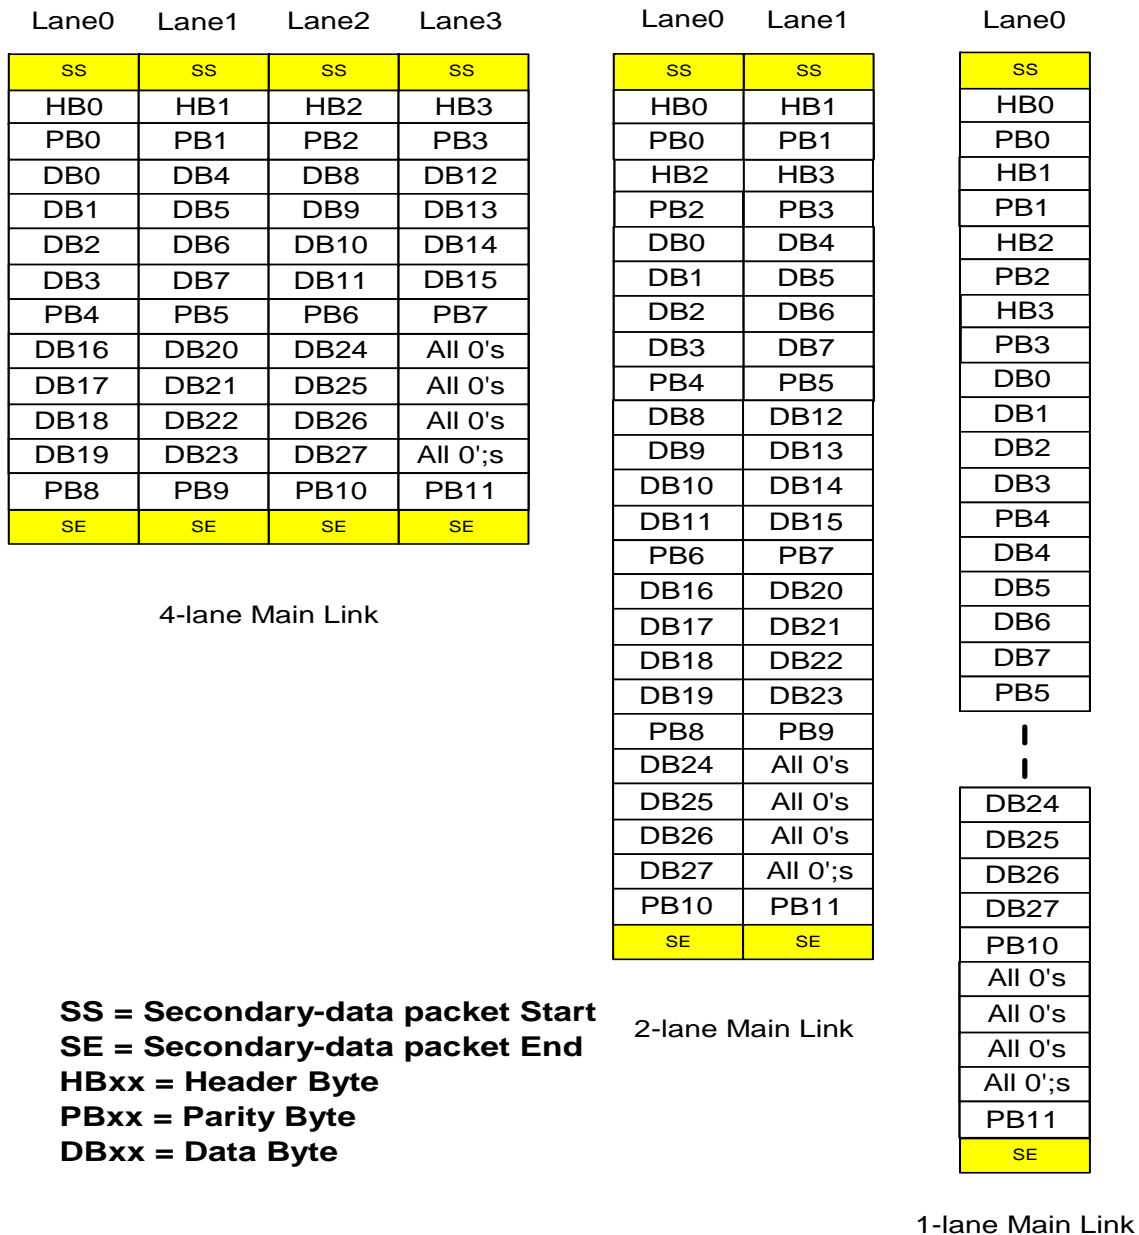 Lane0 Lane1 Lane2 Lane3
SS SS SS SS
HB0 HB1 HB2 HB3
PB0 PB1 PB2 PB3
DB0 DB4 DB8 DB12
DB1 DB5 DB9 DB13
DB2 DB6 DB10 DB14
DB3 DB7 DB11 DB15
PB4 PB5 PB6 PB7
DB16 DB20 DB24 All 0's
DB17 DB21 DB25 All 0's
DB18 DB22 DB26 All 0's
DB19 DB23 DB27 All 0';s
PB8 PB9 PB10 PB11
SE SE SE SE
4-lane Main Link
Lane0 Lane1
SS SS
HB0 HB1
PB0 PB1
HB2 HB3
PB2 PB3
DB0 DB4
DB1 DB5
DB2 DB6
DB3 DB7
PB4 PB5
DB8 DB12
DB9 DB13
DB10 DB14
DB11 DB15
PB6 PB7
DB16 DB20
DB17 DB21
DB18 DB22
DB19 DB23
PB8 PB9
DB24 All 0's
DB25 All 0's
DB26 All 0's
DB27 All 0';s
PB10 PB11
SE SE
2-lane Main Link
Lane0
SS
HB0
PB0
HB1
PB1
HB2
PB2
HB3
PB3
DB0
DB1
DB2
DB3
PB4
DB4
DB5
DB6
DB7
PB5
DB24
DB25
DB26
DB27
PB10
All 0's
All 0's
All 0's
All 0';s
PB11
SE
1-lane Main Link
SS = Secondary-data packet Start
SE = Secondary-data packet End
HBxx = Header Byte
PBxx = Parity Byte
DBxx = Data Byte